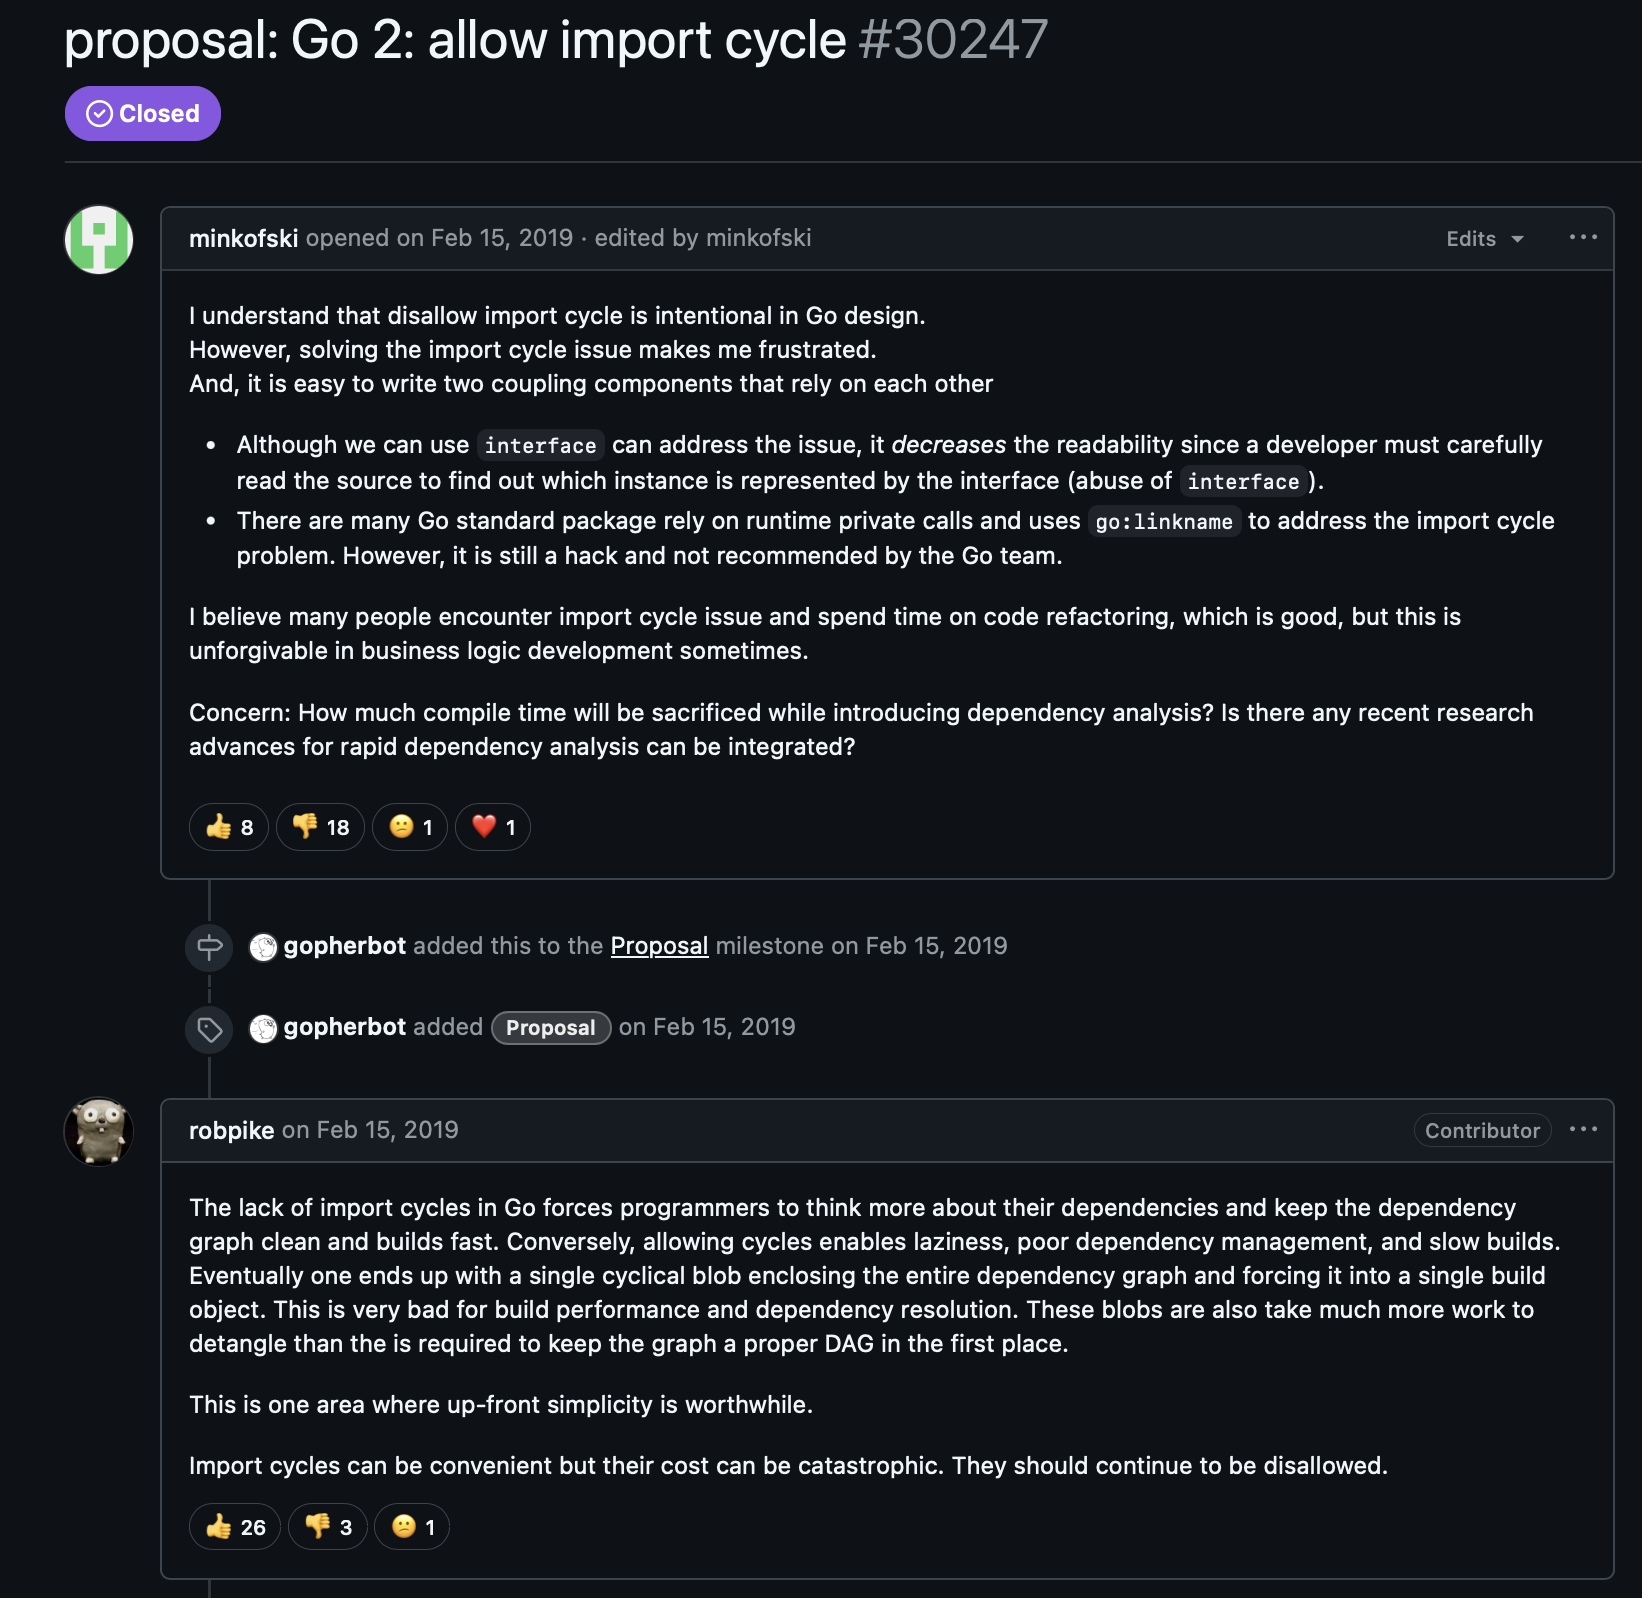 proposal: Go 2: allow import cycle #30247
Closed
minkofski opened on Feb 15, 2019 · edited by minkofski
Edits
I understand that disallow import cycle is intentional in Go design.
However, solving the import cycle issue makes me frustrated.
And, it is easy to write two coupling components that rely on each other
• Although we can use interface can address the issue, it decreases the readability since a developer must carefully
read the source to find out which instance is represented by the interface (abuse of interface).
• There are many Go standard package rely on runtime private calls and uses go:linkname to address the import cycle
problem. However, it is still a hack and not recommended by the Go team.
I believe many people encounter import cycle issue and spend time on code refactoring, which is good, but this is
unforgivable in business logic development sometimes.
Concern: How much compile time will be sacrificed while introducing dependency analysis? Is there any recent research
advances for rapid dependency analysis can be integrated?
👍 8 👎 18 😕 1 ❤️ 1
gopherbot added this to the Proposal milestone on Feb 15, 2019
gopherbot added Proposal on Feb 15, 2019
robpike on Feb 15, 2019
Contributor
The lack of import cycles in Go forces programmers to think more about their dependencies and keep the dependency
graph clean and builds fast. Conversely, allowing cycles enables laziness, poor dependency management, and slow builds.
Eventually one ends up with a single cyclical blob enclosing the entire dependency graph and forcing it into a single build
object. This is very bad for build performance and dependency resolution. These blobs are also take much more work to
detangle than the is required to keep the graph a proper DAG in the first place.
This is one area where up-front simplicity is worthwhile.
Import cycles can be convenient but their cost can be catastrophic. They should continue to be disallowed.
👍 26 👎 3 😕 1